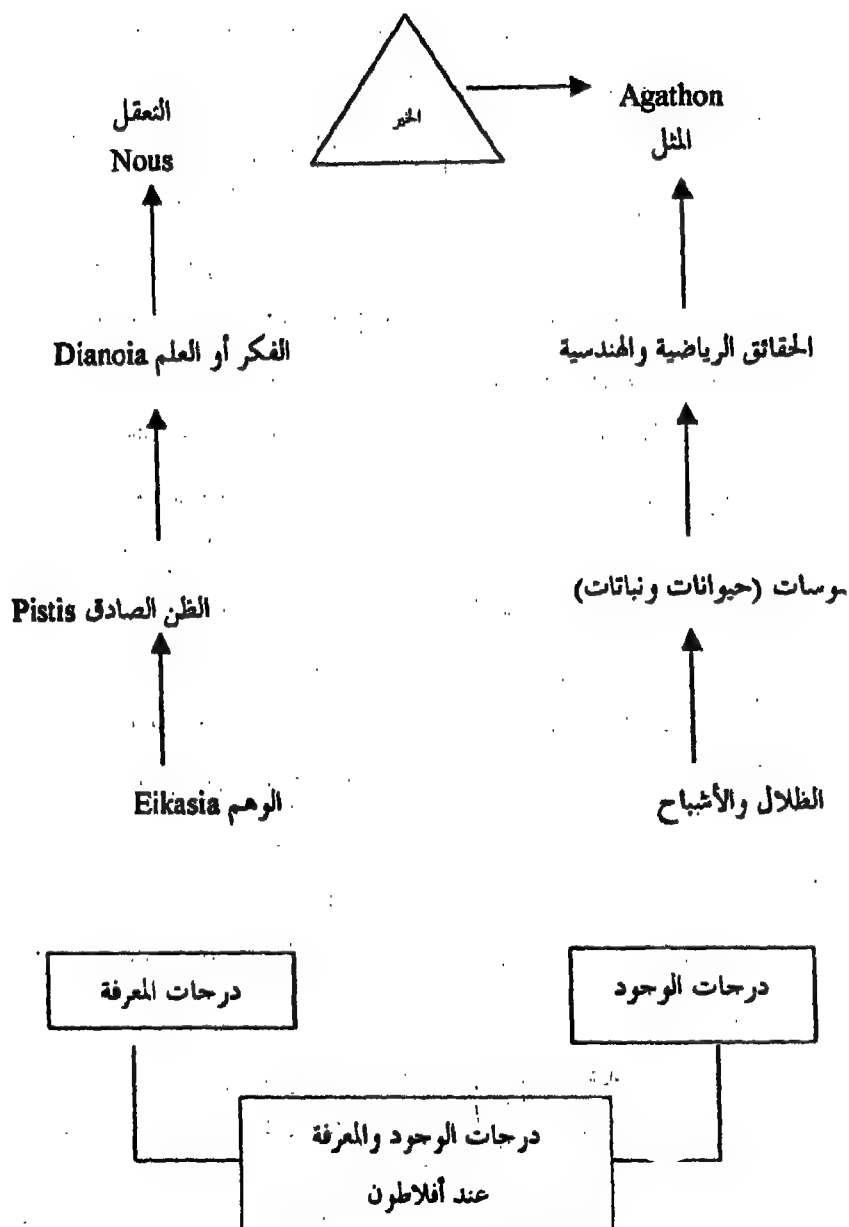 الخير
Agathon
المثل
التعقل
Nous
الحقائق الرياضية والهندسية
الفكر أو العلم Dianoia
وسات (حيوانات ونباتات)
الظن الصادق Pistis
الظلال والأشباح
الوهم Eikasia
درجات الوجود
درجات المعرفة
درجات الوجود والمعرفة
عند أفلاطون